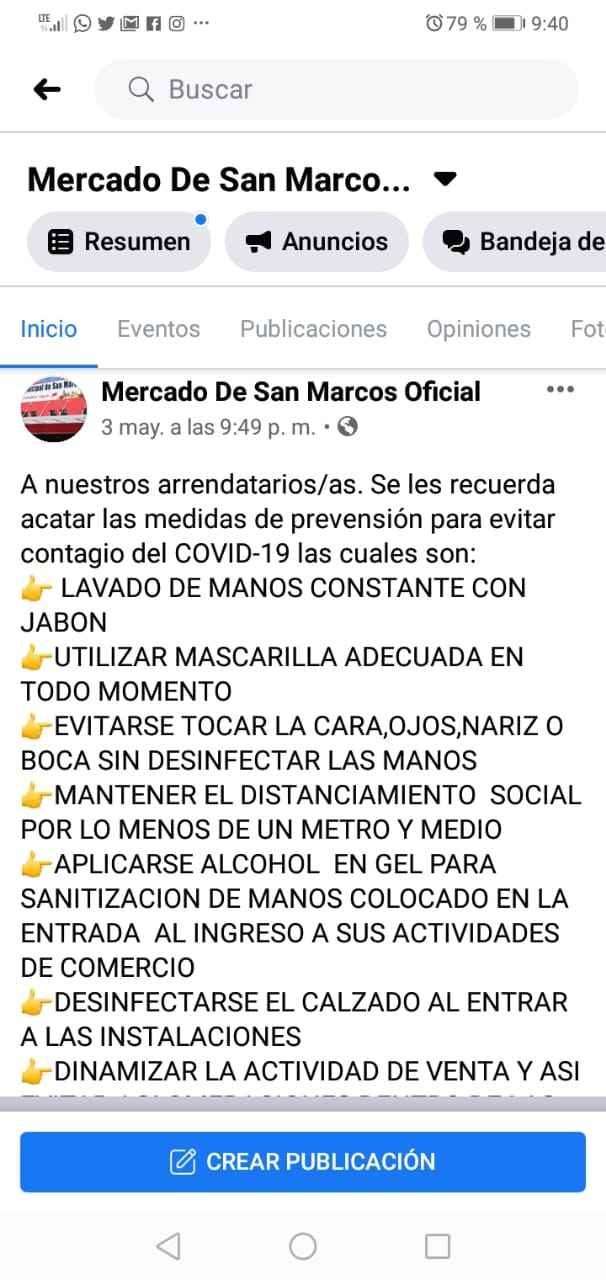 LTE 79 % 9:40
Buscar
Mercado De San Marco...
Resumen Anuncios Bandeja de
Inicio Eventos Publicaciones Opiniones Fot
Mercado De San Marcos Oficial
3 may. a las 9:49 p. m. •
A nuestros arrendatarios/as. Se les recuerda
acatar las medidas de prevensión para evitar
contagio del COVID-19 las cuales son:
👉 LAVADO DE MANOS CONSTANTE CON
JABON
👉UTILIZAR MASCARILLA ADECUADA EN
TODO MOMENTO
👉EVITARSE TOCAR LA CARA,OJOS,NARIZ O
BOCA SIN DESINFECTAR LAS MANOS
👉MANTENER EL DISTANCIAMIENTO  SOCIAL
POR LO MENOS DE UN METRO Y MEDIO
👉APLICARSE ALCOHOL  EN GEL PARA
SANITIZACION DE MANOS COLOCADO EN LA
ENTRADA  AL INGRESO A SUS ACTIVIDADES
DE COMERCIO
👉DESINFECTARSE EL CALZADO AL ENTRAR
A LAS INSTALACIONES
👉DINAMIZAR LA ACTIVIDAD DE VENTA Y ASI
CREAR PUBLICACIÓN